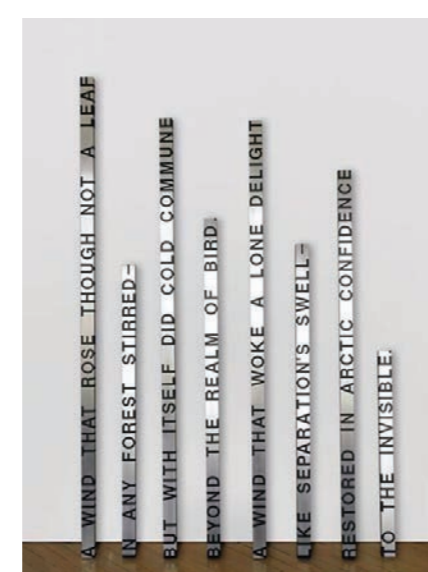 A WIND THAT ROSE THOUGH NOT A LEAF
IN ANY FOREST STIRRED–
BUT WITH ITSELF DID COLD COMMUNE
BEYOND THE REALM OF BIRD.
A WIND THAT WOKE A LONE DELIGHT
LIKE SEPARATION'S SWELL–
RESTORED IN ARCTIC CONFIDENCE
TO THE INVISIBLE.